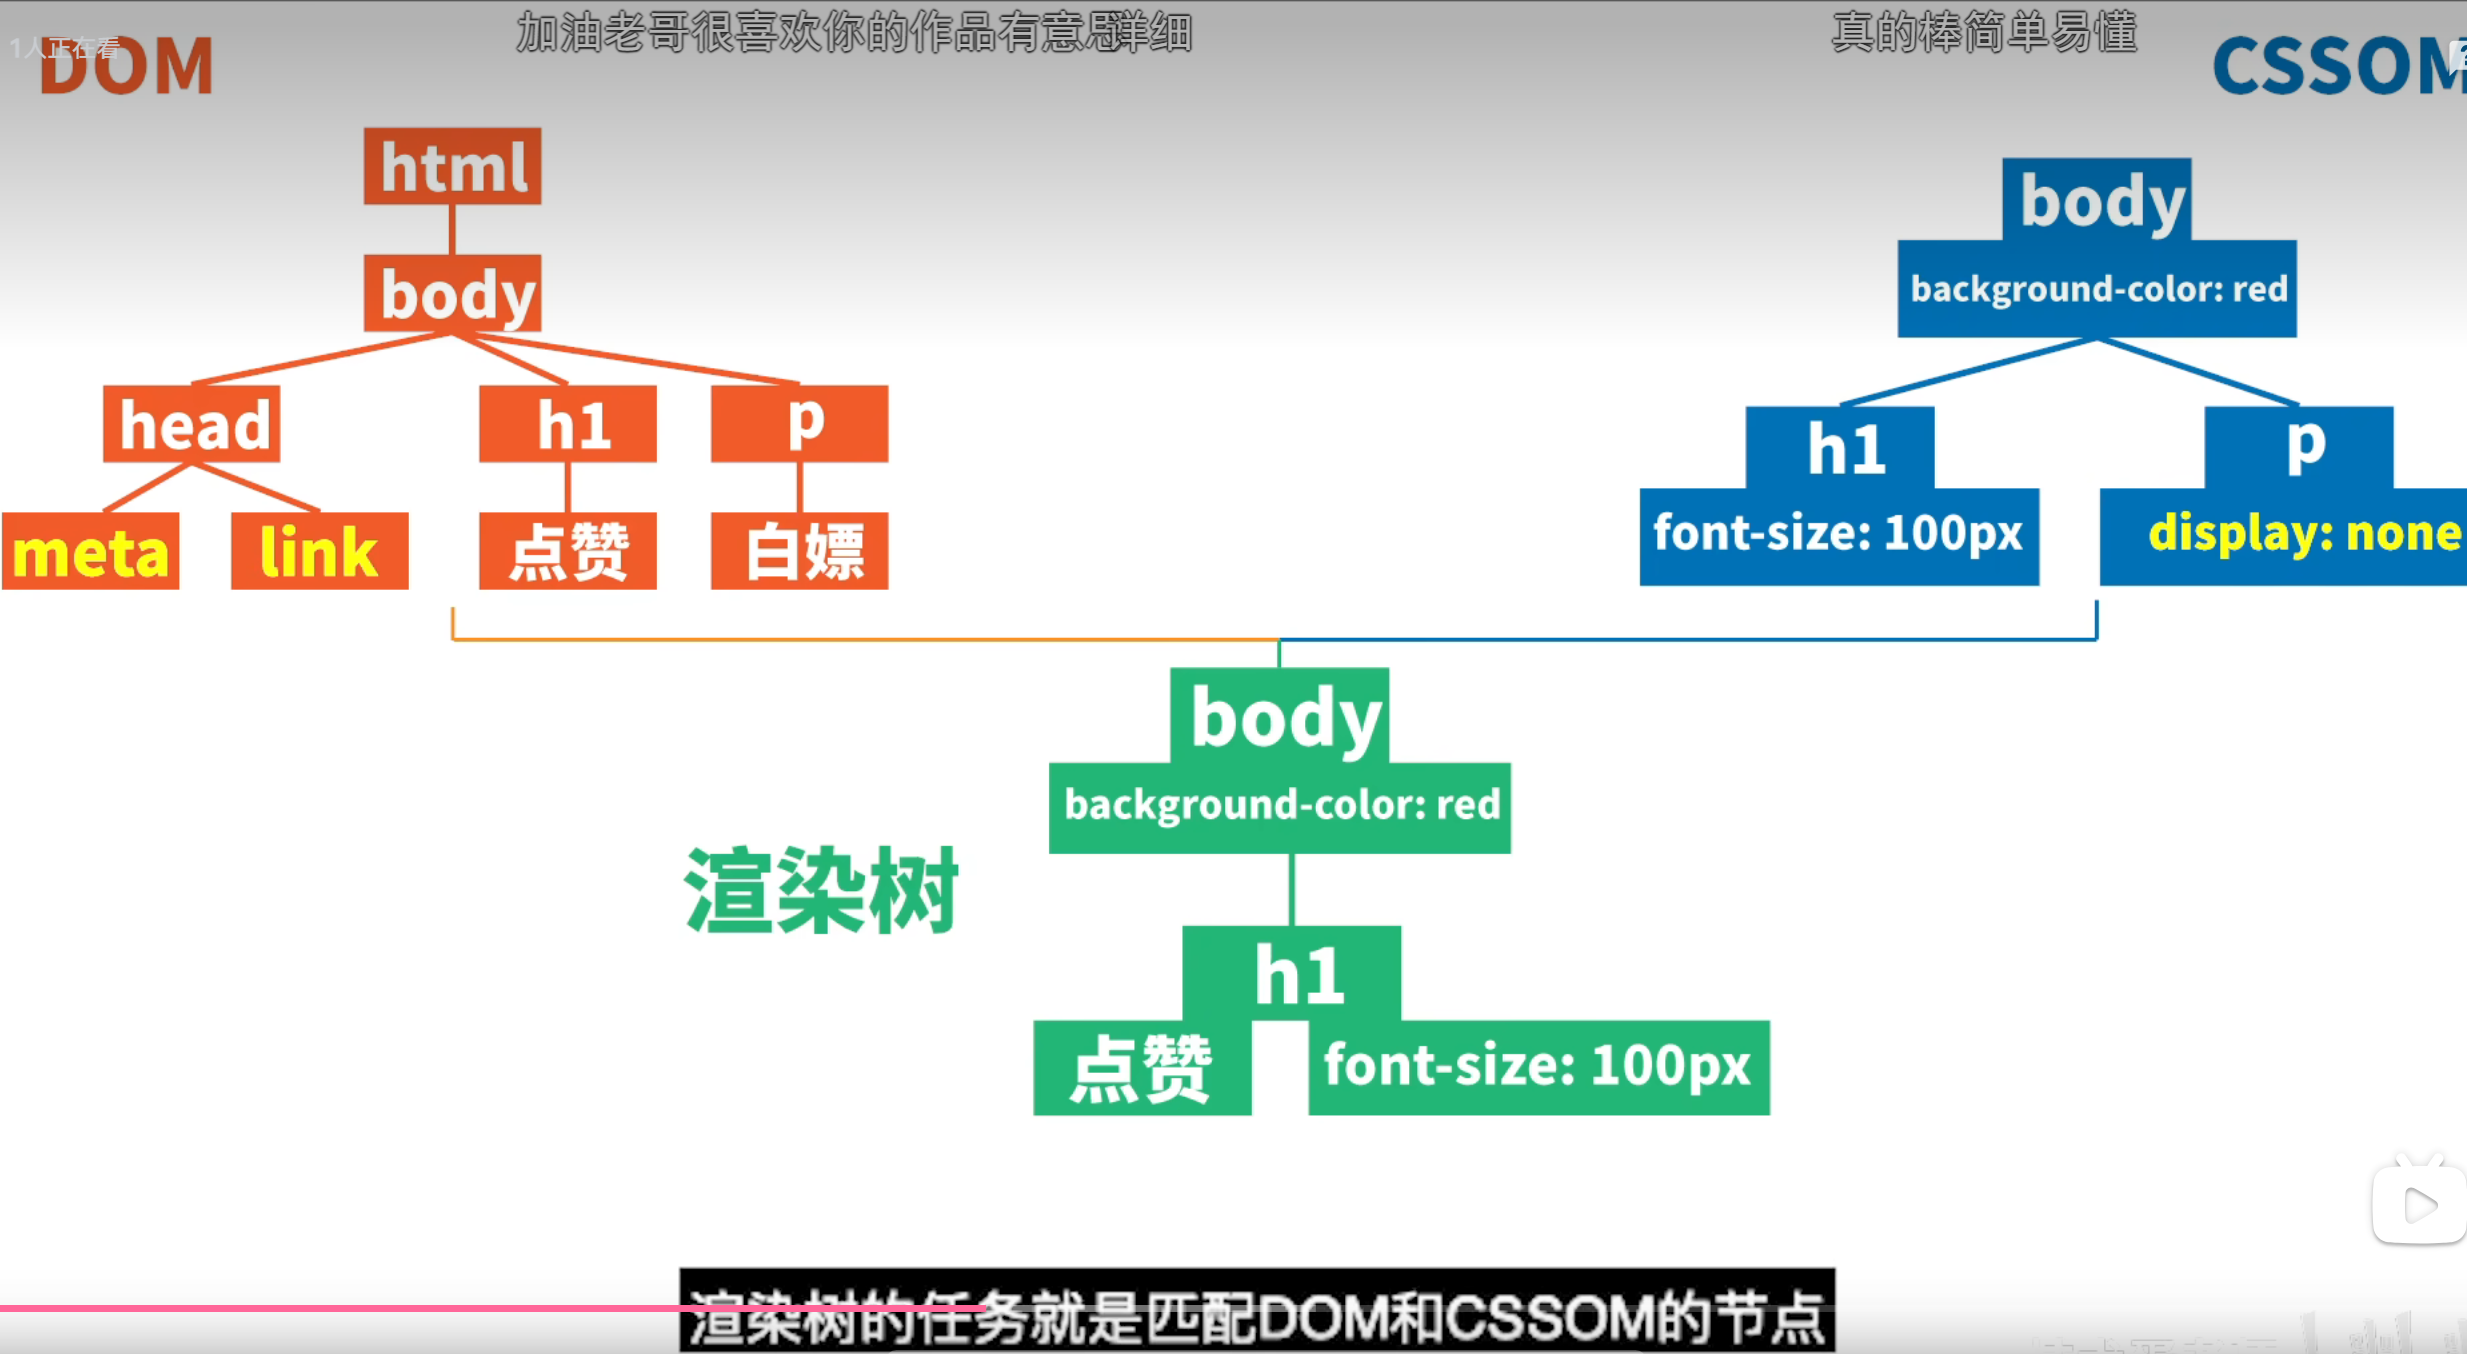 加油老哥很喜欢你的作品有意思
详细
真的棒简单易懂
1人正在看
DOM
CSSOM
html
body
head
h1
p
meta
link
点赞
白嫖
body
background-color: red
h1
p
font-size: 100px
display: none
body
background-color: red
渲染树
h1
点赞
font-size: 100px
渲染树的任务就是匹配DOM和CSSOM的节点